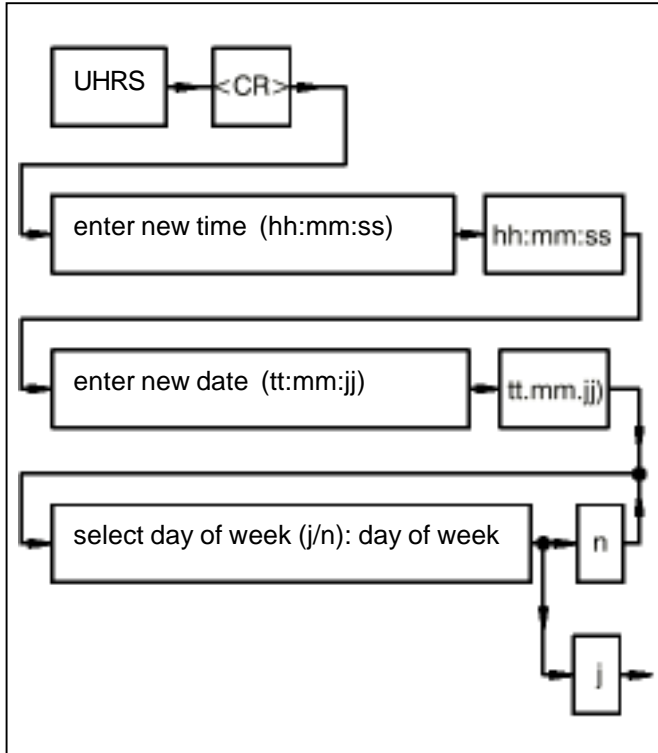 UHRS <CR>
enter new time (hh:mm:ss) hh:mm:ss
enter new date (tt:mm:jj) tt.mm.jj)
select day of week (j/n): day of week n
j